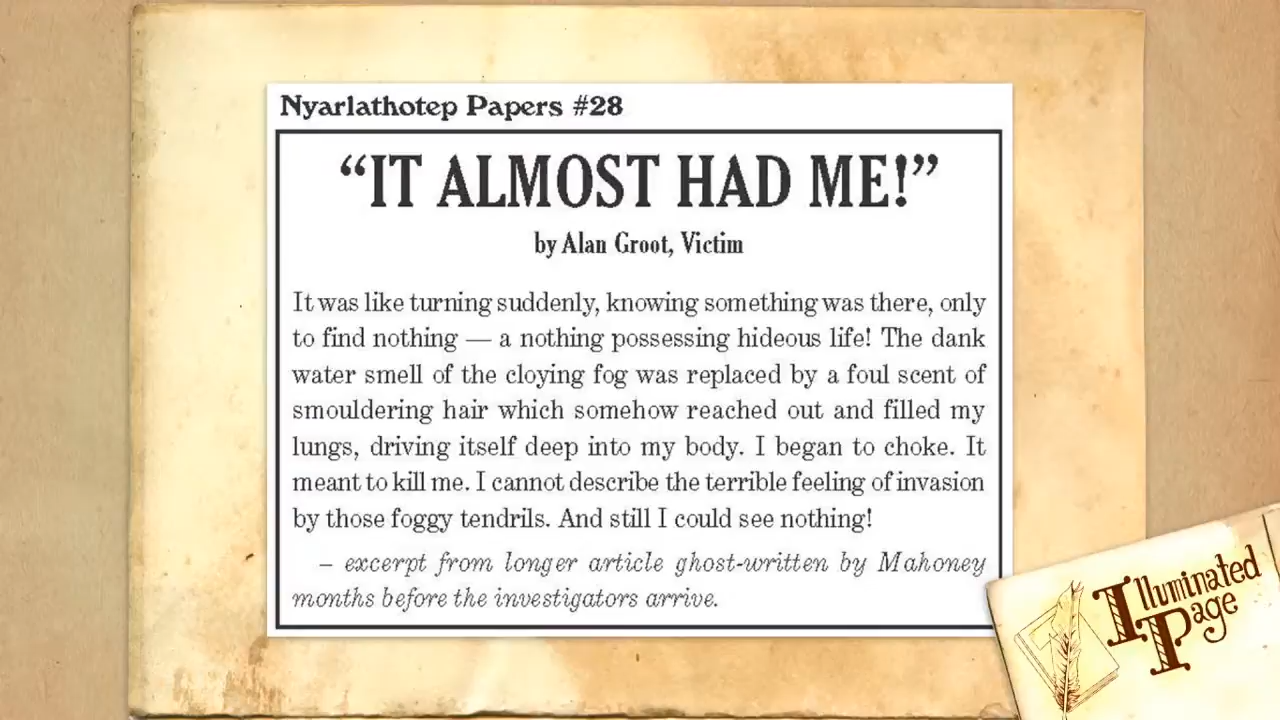 Nyarlathotep Papers #28
“IT ALMOST HAD ME!”
by Alan Groot, Victim
It was like turning suddenly, knowing something was there, only
to find nothing — a nothing possessing hideous life! The dank
water smell of the cloying fog was replaced by a foul scent of
smouldering hair which somehow reached out and filled my
lungs, driving itself deep into my body. I began to choke. It
meant to kill me. I cannot describe the terrible feeling of invasion
by those foggy tendrils. And still I could see nothing!
– excerpt from longer article ghost-written by Mahoney
months before the investigators arrive.
Illuminated
Page